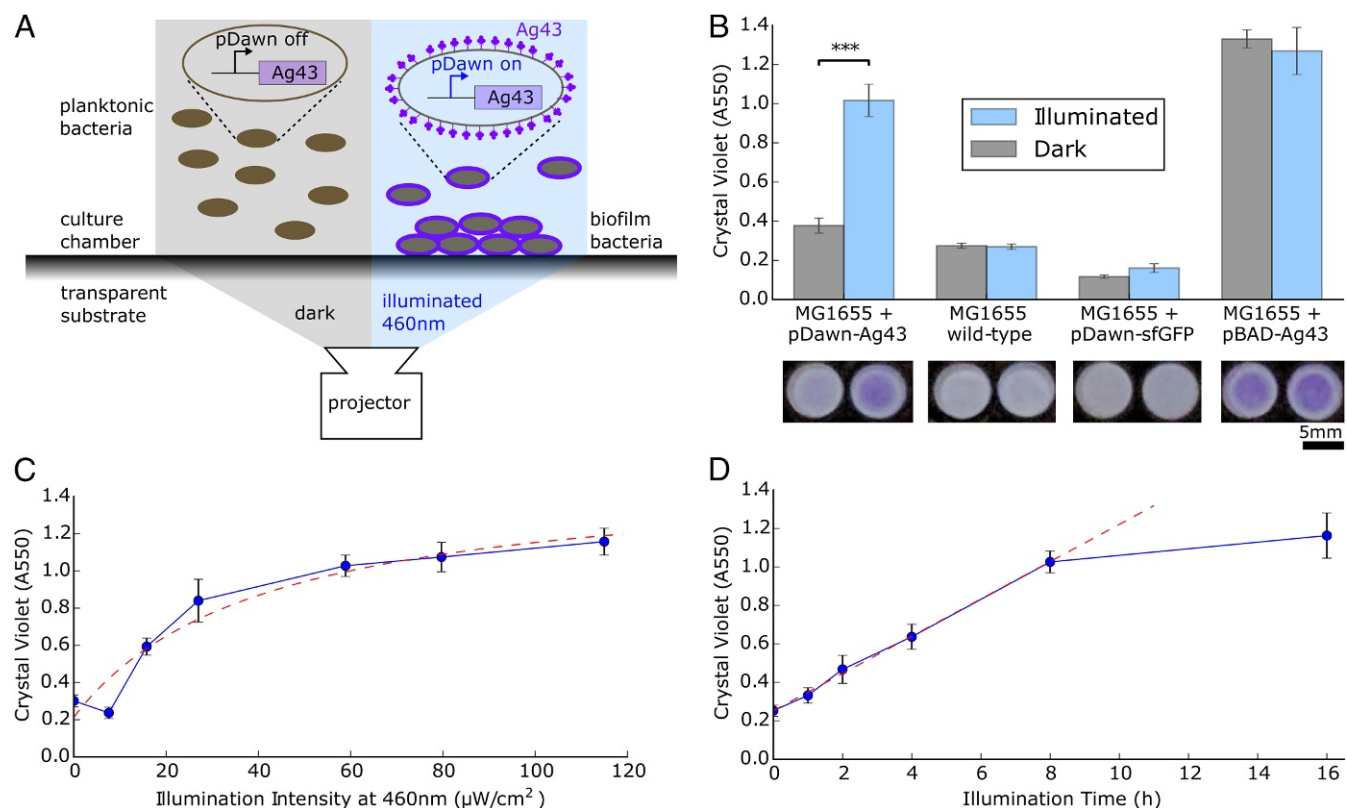 A
pDawn off
Ag43
Ag43
pDawn on
Ag43
planktonic
bacteria
culture
chamber
biofilm
bacteria
transparent
substrate
dark
illuminated
460nm
projector
B
Crystal Violet (A550)
1.4
1.2
1.0
0.8
0.6
0.4
0.2
0.0
***
Illuminated
Dark
MG1655 +
pDawn-Ag43
MG1655
wild-type
MG1655 +
pDawn-sfGFP
MG1655 +
pBAD-Ag43
5mm
C
Crystal Violet (A550)
1.4
1.2
1.0
0.8
0.6
0.4
0.2
0.0
0 20 40 60 80 100 120
Illumination Intensity at 460nm (μW/cm²)
D
Crystal Violet (A550)
1.4
1.2
1.0
0.8
0.6
0.4
0.2
0.0
0 2 4 6 8 10 12 14 16
Illumination Time (h)